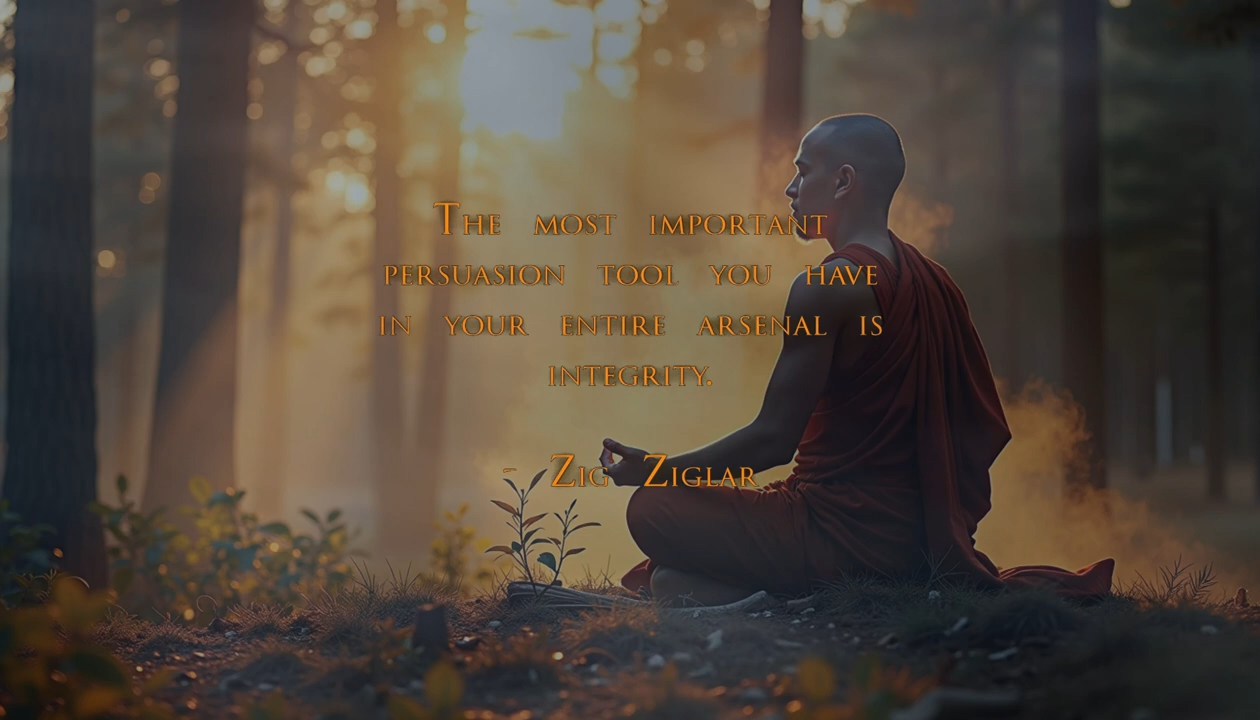 The most important
persuasion tool you have
in your entire arsenal is
integrity.
- Zig Ziglar